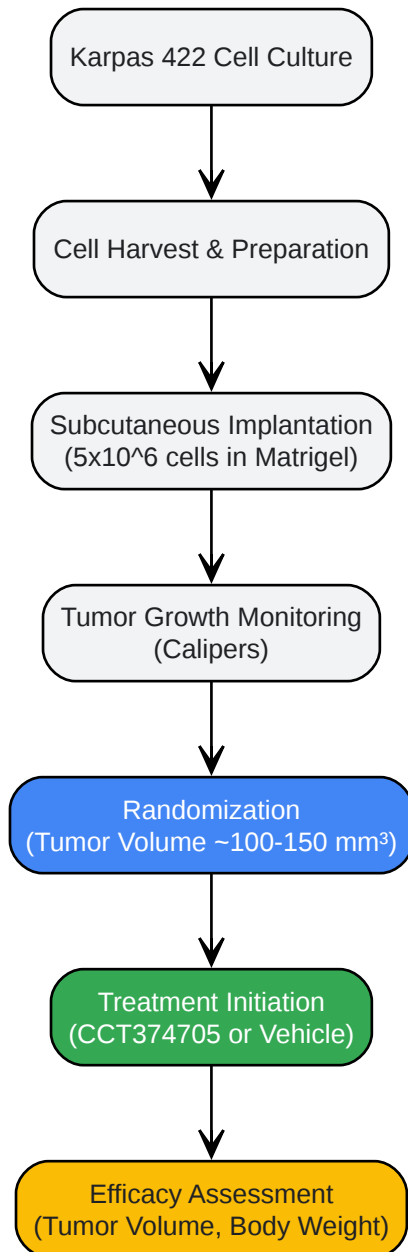 Karpas 422 Cell Culture
Cell Harvest & Preparation
Subcutaneous Implantation
(5x10^6 cells in Matrigel)
Tumor Growth Monitoring
(Calipers)
Randomization
(Tumor Volume ~100-150 mm³)
Treatment Initiation
(CCT374705 or Vehicle)
Efficacy Assessment
(Tumor Volume, Body Weight)